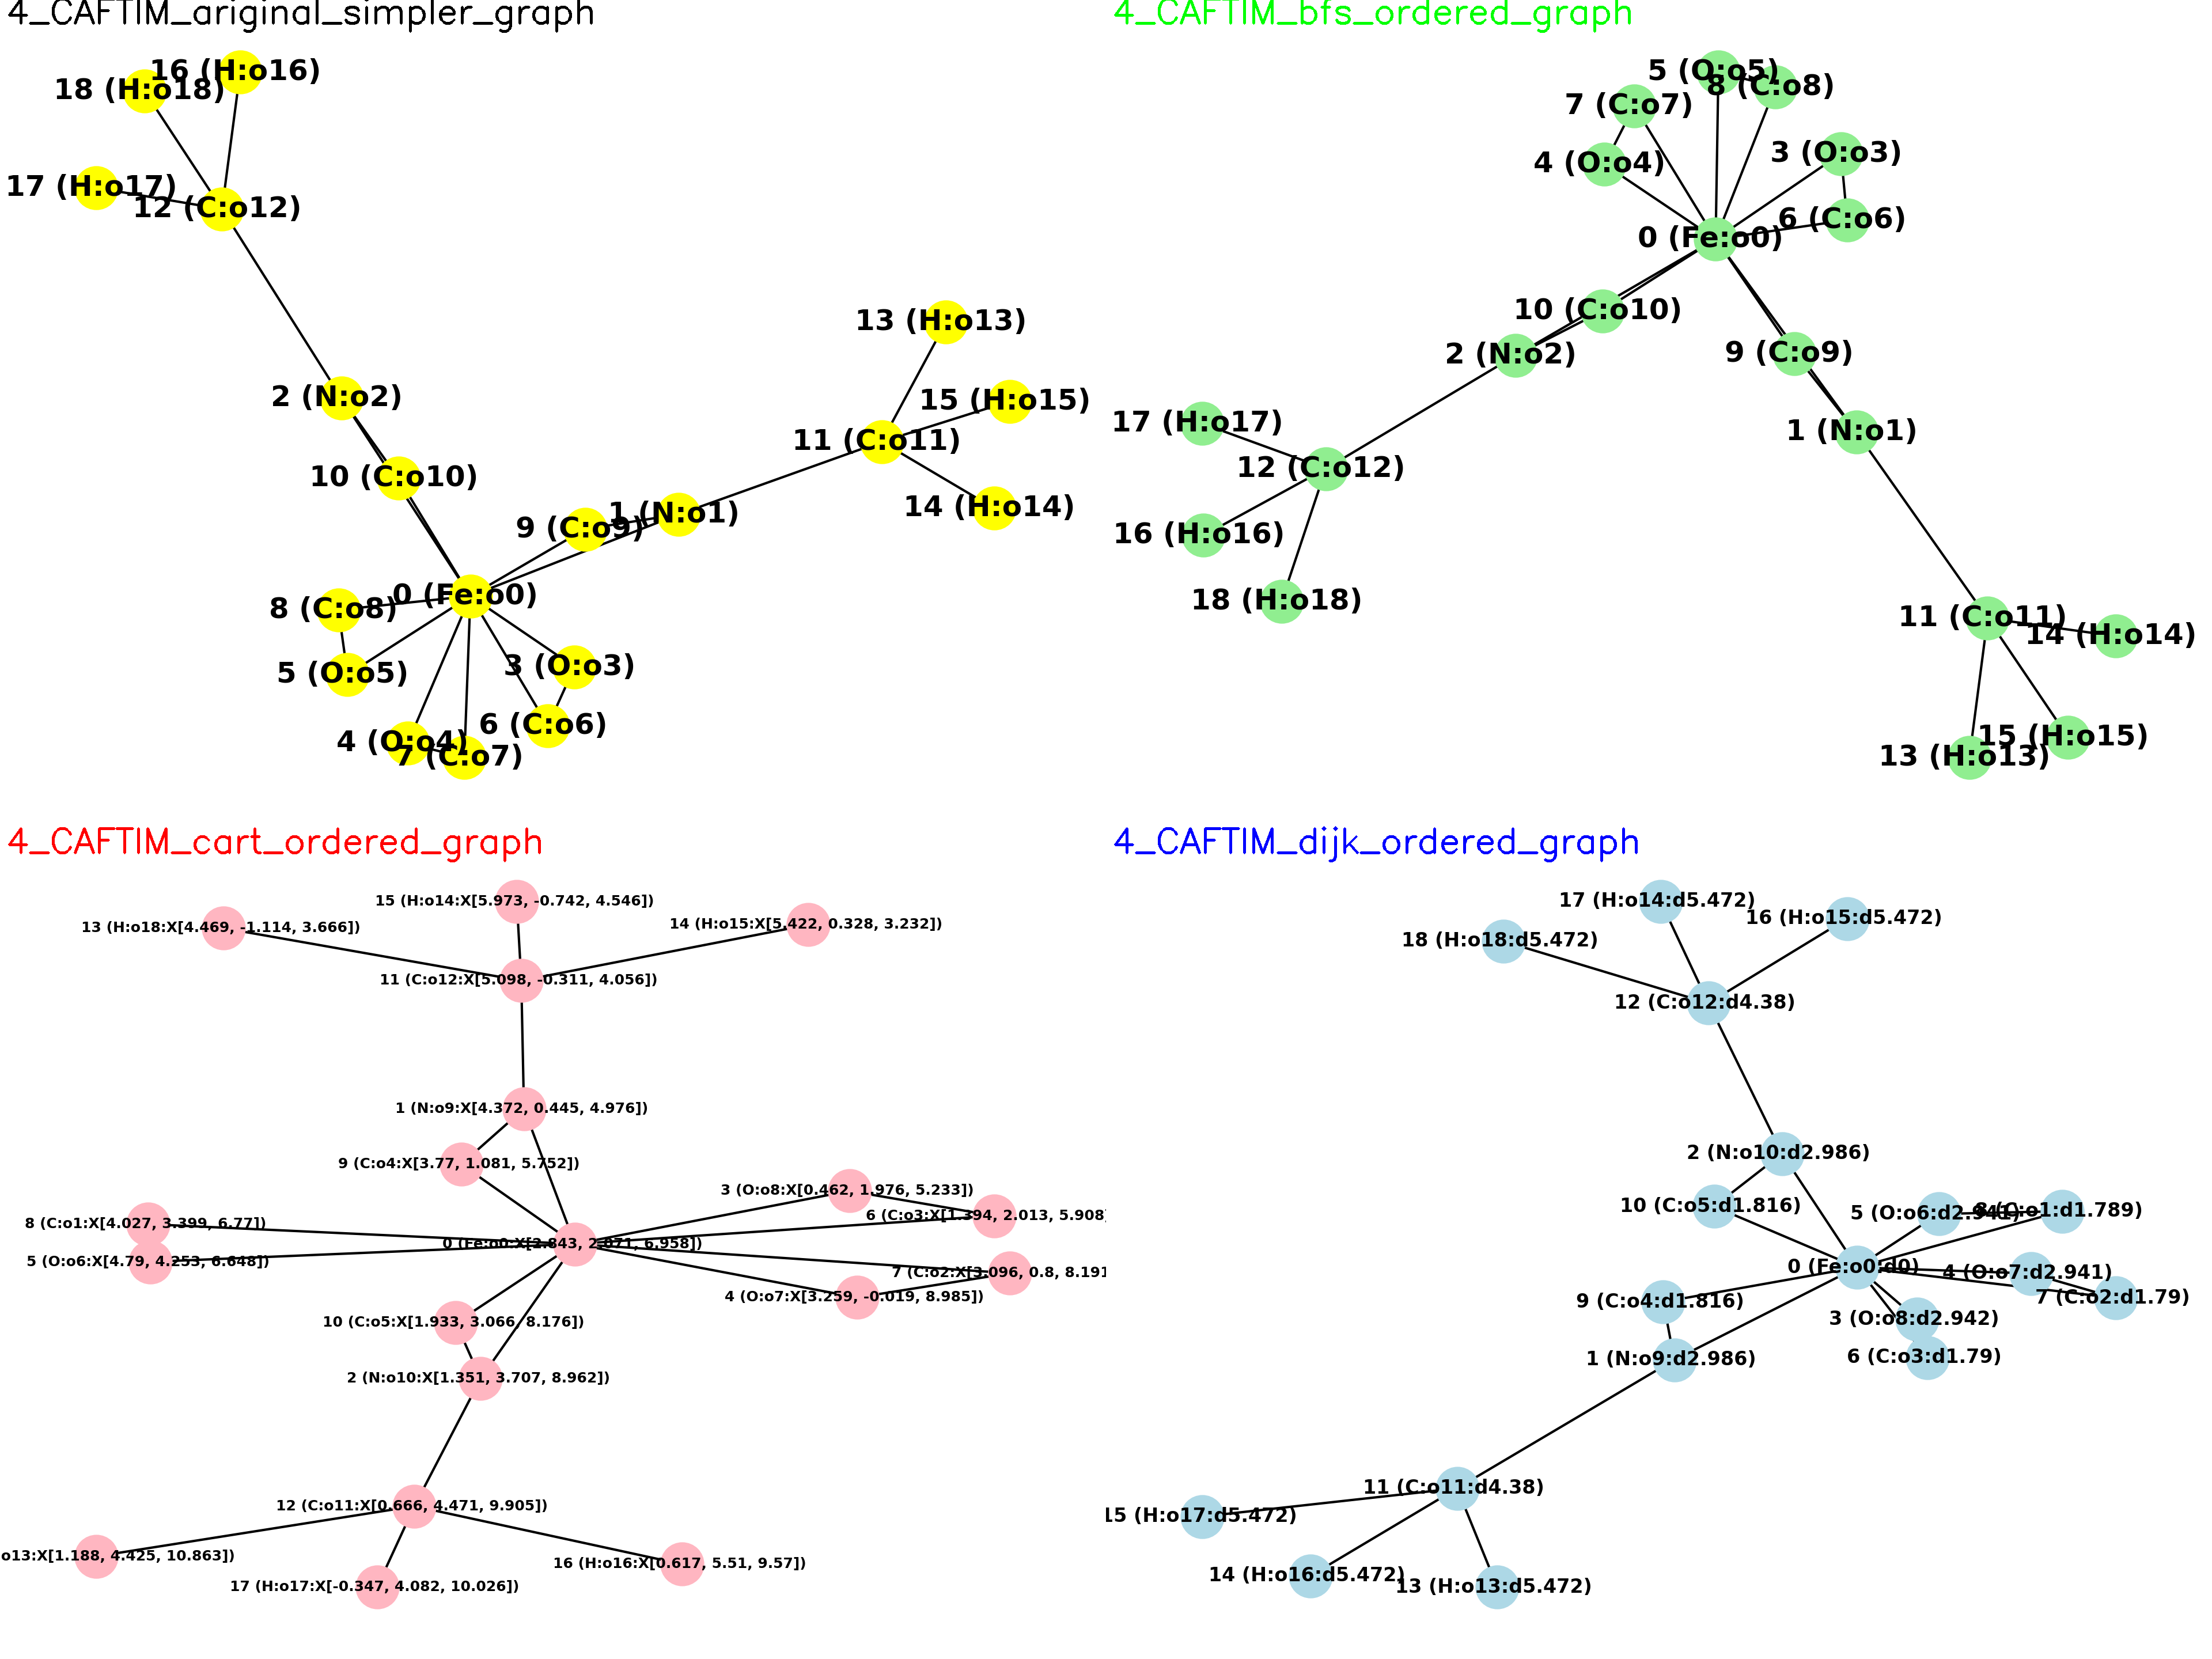 4_CAFTIM_ariginal_simpler_graph
16 (H:o16)
18 (H:o18)
17 (H:o17)
12 (C:o12)
13 (H:o13)
2 (N:o2)
15 (H:o15)
11 (C:o11)
10 (C:o10)
14 (H:o14)
1 (N:o1)
9 (C:o9)
0 (Fe:o0)
8 (C:o8)
3 (O:o3)
5 (O:o5)
6 (C:o6)
4 (O:o4)
7 (C:o7)
4_CAFTIM_bfs_ordered_graph
5 (O:o5)
8 (C:o8)
7 (C:o7)
3 (O:o3)
4 (O:o4)
6 (C:o6)
0 (Fe:o0)
10 (C:o10)
2 (N:o2)
9 (C:o9)
17 (H:o17)
1 (N:o1)
12 (C:o12)
16 (H:o16)
18 (H:o18)
11 (C:o11)
14 (H:o14)
15 (H:o15)
13 (H:o13)
4_CAFTIM_cart_ordered_graph
15 (H:o14:X[5.973, -0.742, 4.546])
13 (H:o18:X[4.469, -1.114, 3.666])
14 (H:o15:X[5.422, 0.328, 3.232])
11 (C:o12:X[5.098, -0.311, 4.056])
1 (N:o9:X[4.372, 0.445, 4.976])
9 (C:o4:X[3.77, 1.081, 5.752])
3 (O:o8:X[0.462, 1.976, 5.233])
6 (C:o3:X[1.394, 2.013, 5.908]
8 (C:o1:X[4.027, 3.399, 6.77])
0 (Fe:o0:X[2.843, 2.071, 6.958])
5 (O:o6:X[4.79, 4.253, 6.648])
7 (C:o2:X[3.096, 0.8, 8.191
4 (O:o7:X[3.259, -0.019, 8.985])
10 (C:o5:X[1.933, 3.066, 8.176])
2 (N:o10:X[1.351, 3.707, 8.962])
12 (C:o11:X[0.666, 4.471, 9.905])
o13:X[1.188, 4.425, 10.863])
16 (H:o16:X[0.617, 5.51, 9.57])
17 (H:o17:X[-0.347, 4.082, 10.026])
4_CAFTIM_dijk_ordered_graph
17 (H:o14:d5.472)
16 (H:o15:d5.472)
18 (H:o18:d5.472)
12 (C:o12:d4.38)
2 (N:o10:d2.986)
10 (C:o5:d1.816)
5 (O:o6:d2.941)
8 (C:o1:d1.789)
0 (Fe:o0:d0)
4 (O:o7:d2.941)
7 (C:o2:d1.79)
9 (C:o4:d1.816)
3 (O:o8:d2.942)
1 (N:o9:d2.986)
6 (C:o3:d1.79)
11 (C:o11:d4.38)
15 (H:o17:d5.472)
14 (H:o16:d5.472)
13 (H:o13:d5.472)